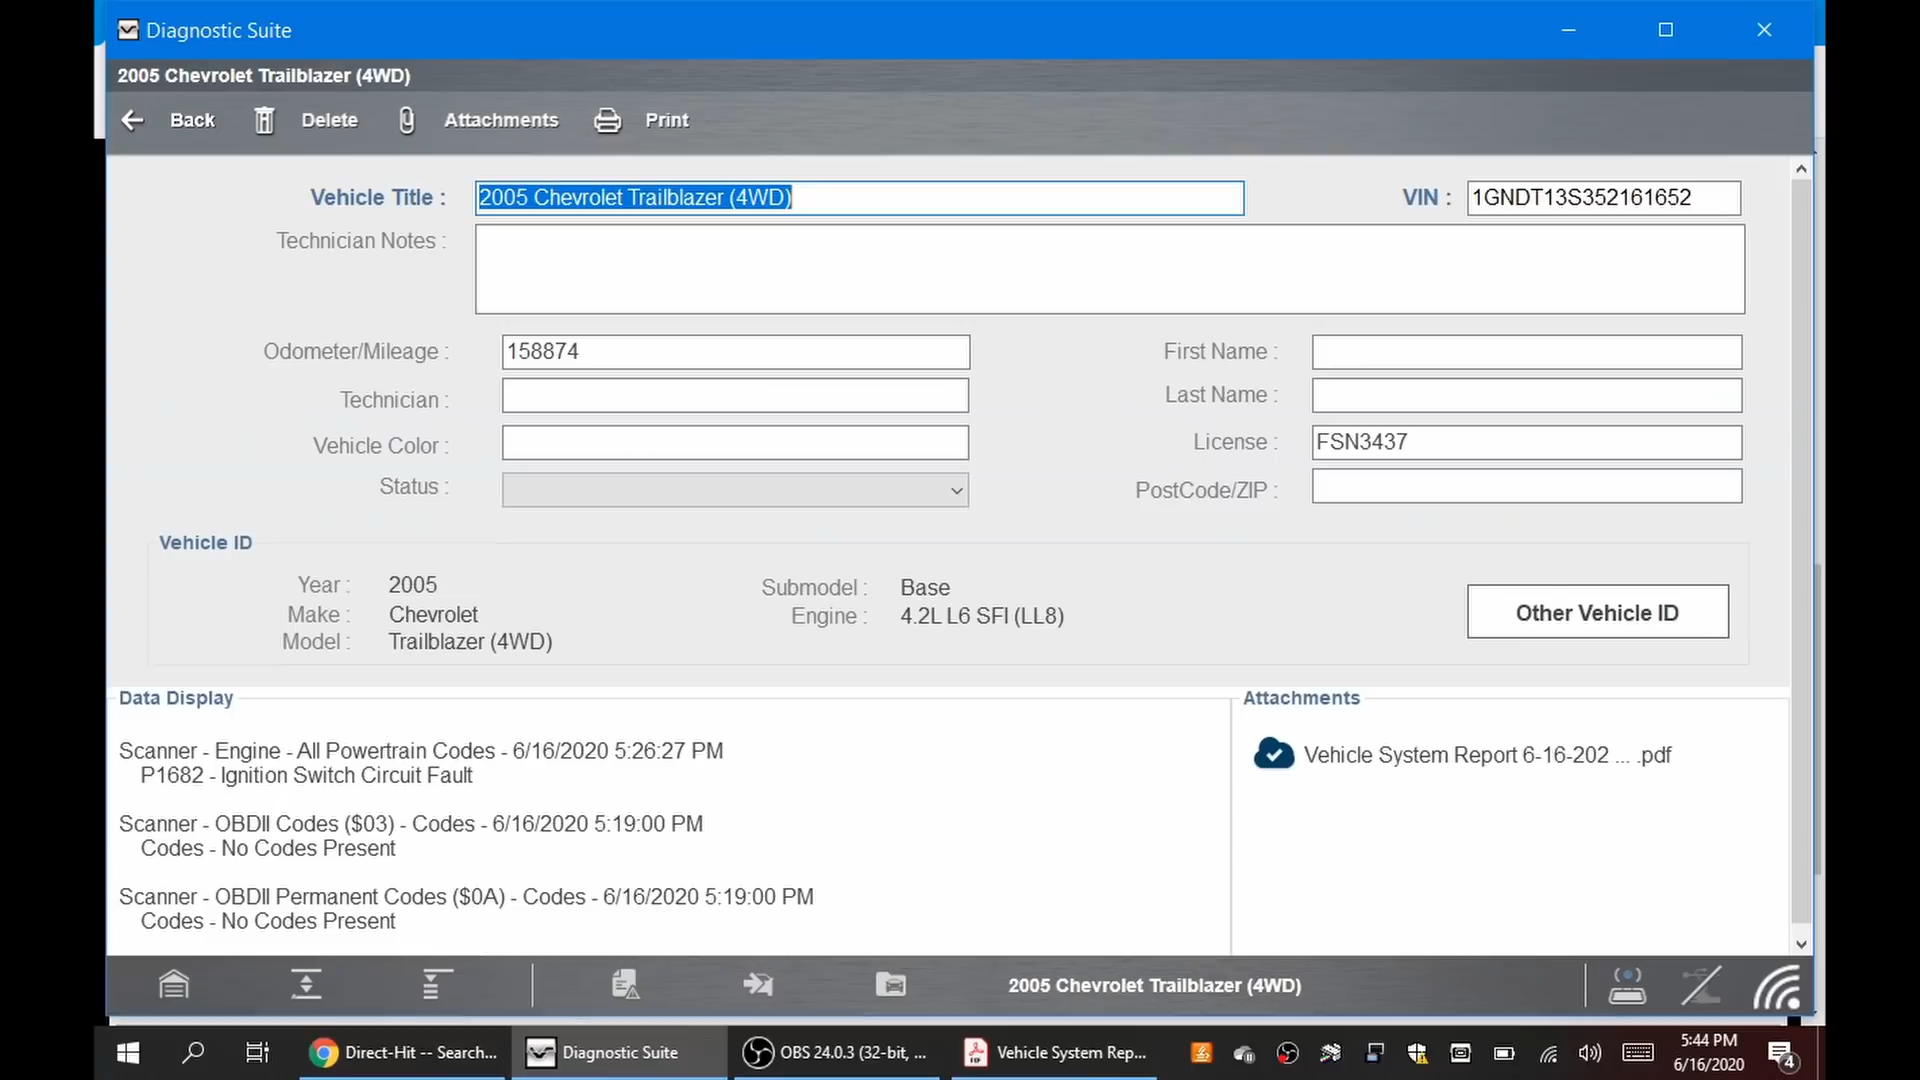 Diagnostic Suite
2005 Chevrolet Trailblazer (4WD)
Back Delete Attachments Print
Vehicle Title : 2005 Chevrolet Trailblazer (4WD) VIN : 1GNDT13S352161652
Technician Notes :
Odometer/Mileage : 158874 First Name :
Technician : Last Name :
Vehicle Color : License : FSN3437
Status : PostCode/ZIP :
Vehicle ID
Year : 2005 Submodel : Base
Make : Chevrolet Engine : 4.2L L6 SFI (LL8) Other Vehicle ID
Model : Trailblazer (4WD)
Data Display Attachments
Scanner - Engine - All Powertrain Codes - 6/16/2020 5:26:27 PM Vehicle System Report 6-16-202 ... .pdf
P1682 - Ignition Switch Circuit Fault
Scanner - OBDII Codes ($03) - Codes - 6/16/2020 5:19:00 PM
Codes - No Codes Present
Scanner - OBDII Permanent Codes ($0A) - Codes - 6/16/2020 5:19:00 PM
Codes - No Codes Present
2005 Chevrolet Trailblazer (4WD)
Direct-Hit -- Search... Diagnostic Suite OBS 24.0.3 (32-bit, ... Vehicle System Rep... 5:44 PM
6/16/2020 4